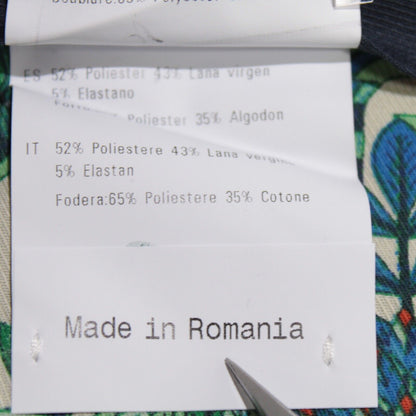 ES 52% Poliester 43% Lana virgen
5% Elastano
Poliester 35% Algodon
IT 52% Poliestere 43% Lana
5% Elastan
Fodera:65% Poliestere 35% Cotone
Made in Romania